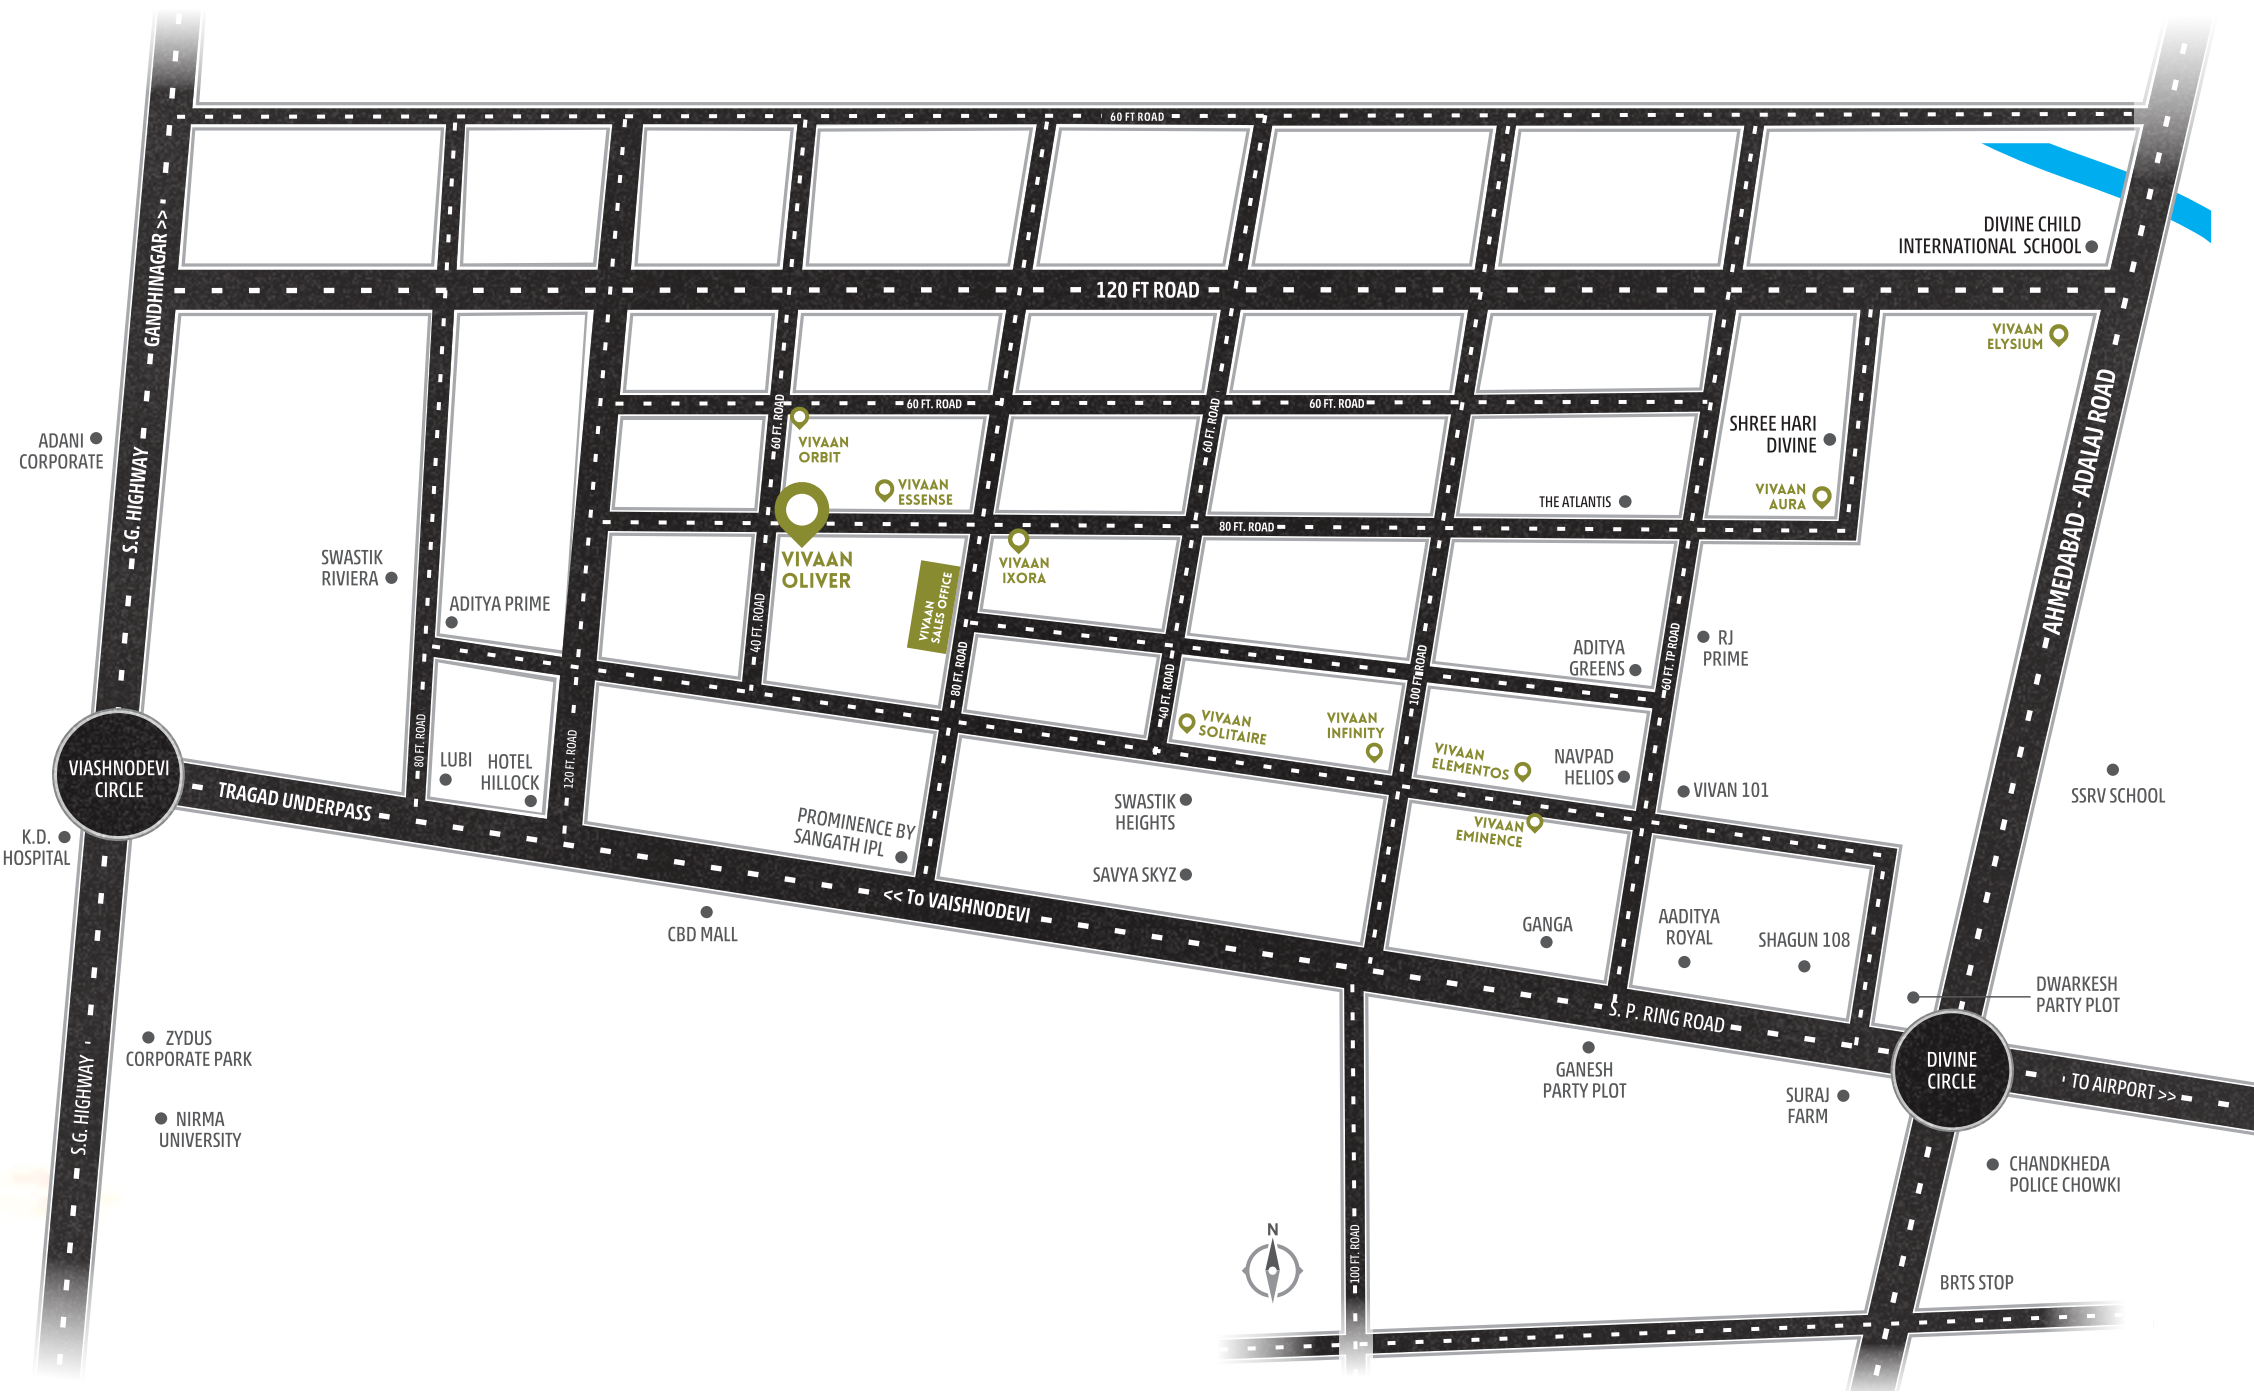 60 FT ROAD
GANDHINAGAR >>
DIVINE CHILD
INTERNATIONAL SCHOOL
120 FT ROAD
VIVAAN
ELYSIUM
60 FT. ROAD
60 FT. ROAD
60 FT. ROAD
60 FT. ROAD
VIVAAN
ORBIT
SHREE HARI
DIVINE
ADANI
CORPORATE
S.G. HIGHWAY
AHMEDABAD - ADALAJ ROAD
VIVAAN
ESSENSE
VIVAAN
AURA
THE ATLANTIS
80 FT. ROAD
SWASTIK
RIVIERA
VIVAAN
OLIVER
VIVAAN
SALES OFFICE
VIVAAN
IXORA
ADITYA PRIME
40 FT. ROAD
80 FT. ROAD
40 FT. ROAD
100 FT. ROAD
60 FT. TP ROAD
ADITYA
GREENS
RJ
PRIME
80 FT. ROAD
120 FT. ROAD
VIVAAN
SOLITAIRE
VIVAAN
INFINITY
VIVAAN
ELEMENTOS
NAVPAD
HELIOS
VIASHNODEVI
CIRCLE
LUBI
HOTEL
HILLOCK
TRAGAD UNDERPASS
PROMINENCE BY
SANGATH IPL
SWASTIK
HEIGHTS
VIVAN 101
SSRV SCHOOL
VIVAAN
EMINENCE
K.D.
HOSPITAL
SAVYA SKYZ
<< To VAISHNODEVI
CBD MALL
GANGA
AADITYA
ROYAL
SHAGUN 108
DWARKESH
PARTY PLOT
S. P. RING ROAD
ZYDUS
CORPORATE PARK
S.G. HIGHWAY
NIRMA
UNIVERSITY
GANESH
PARTY PLOT
DIVINE
CIRCLE
TO AIRPORT >>
SURAJ
FARM
CHANDKHEDA
POLICE CHOWKI
N
100 FT. ROAD
BRTS STOP